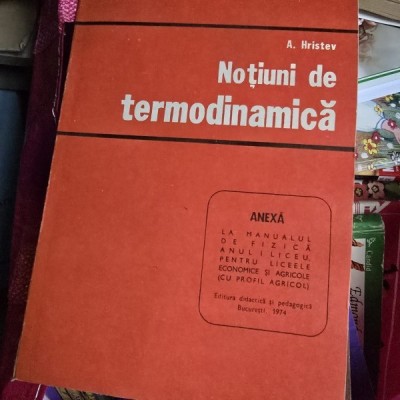 A. Hristev
Noțiuni de
termodinamică
ANEXĂ
LA MANUALUL
DE FIZICĂ
ANUL I LICEU,
PENTRU LICEELE
ECONOMICE ȘI AGRICOLE
(CU PROFIL AGRICOL)
Editura didactică și pedagogică
București, 1974